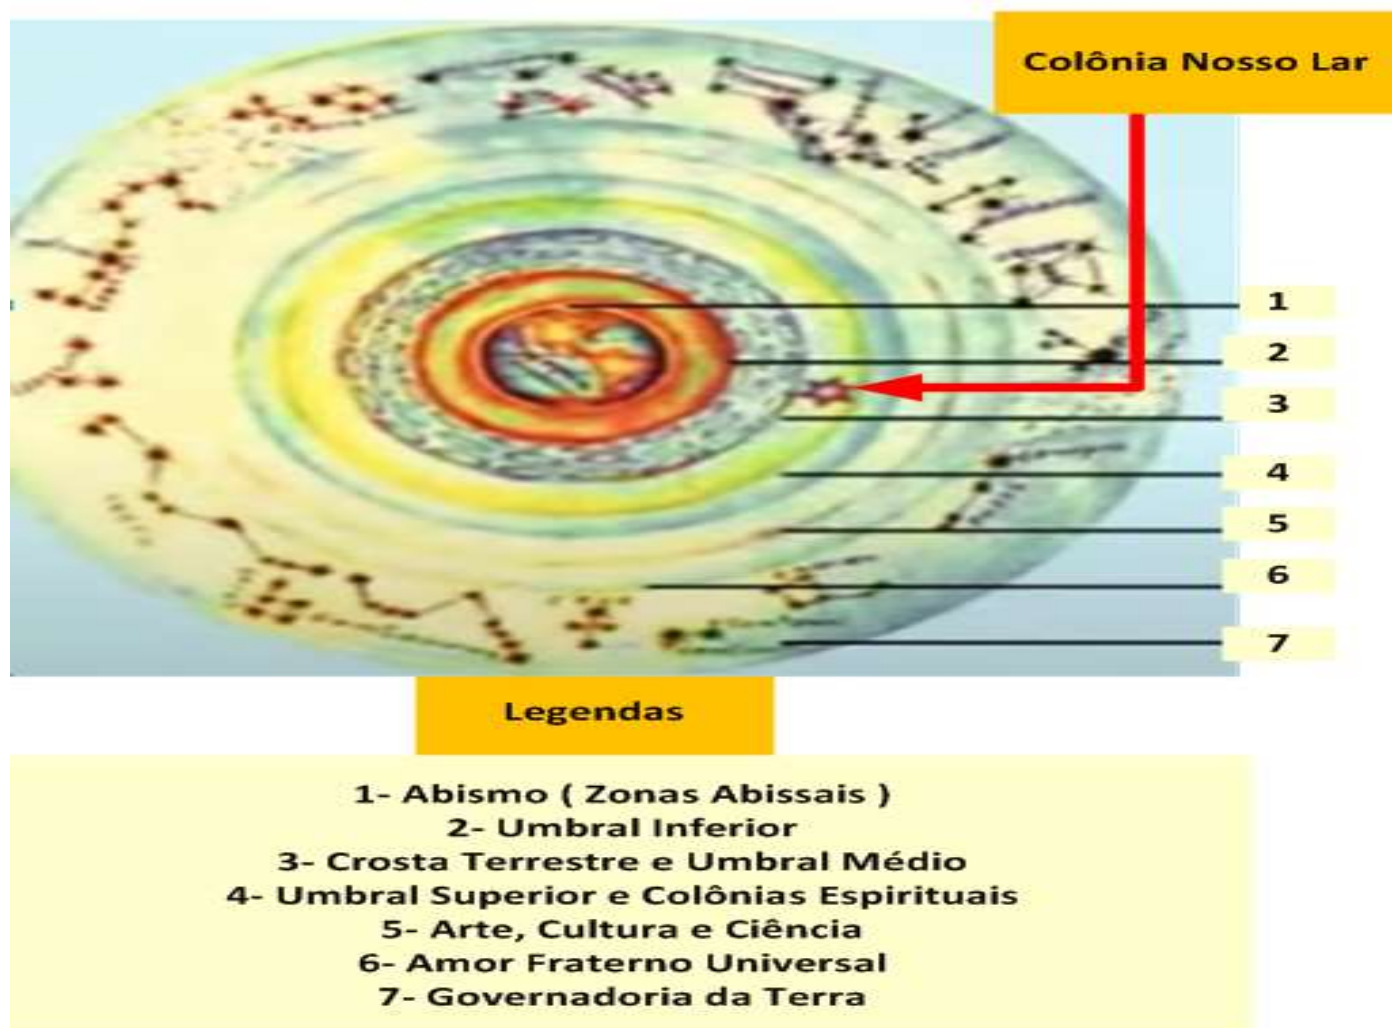 Colônia Nosso Lar
1
2
3
4
5
6
7
Legendas
1- Abismo ( Zonas Abissais )
2- Umbral Inferior
3- Crosta Terrestre e Umbral Médio
4- Umbral Superior e Colônias Espirituais
5- Arte, Cultura e Ciência
6- Amor Fraterno Universal
7- Governadoria da Terra